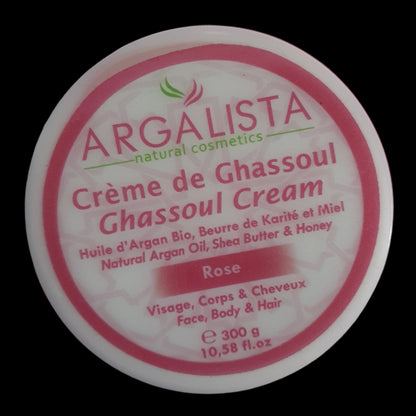 ARGALISTA
natural cosmetics
Crème de Ghassoul
Ghassoul Cream
Huile d'Argan Bio, Beurre de Karité et Miel
Natural Argan Oil, Shea Butter & Honey
Rose
Visage, Corps & Cheveux
Face, Body & Hair
℮ 300 g
10,58 fl.oz